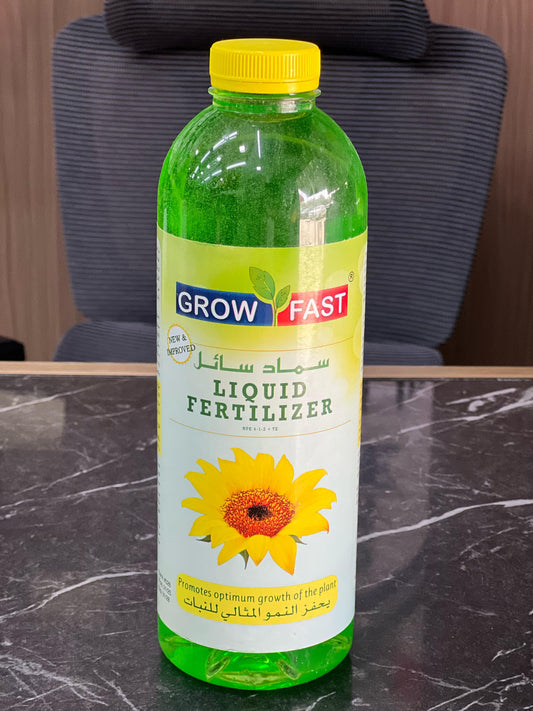 GROW FAST ®
NEW &
IMPROVED
سماد سائل
LIQUID
FERTILIZER
Promotes optimum growth of the plant
يحفز النمو المثالي للنبات